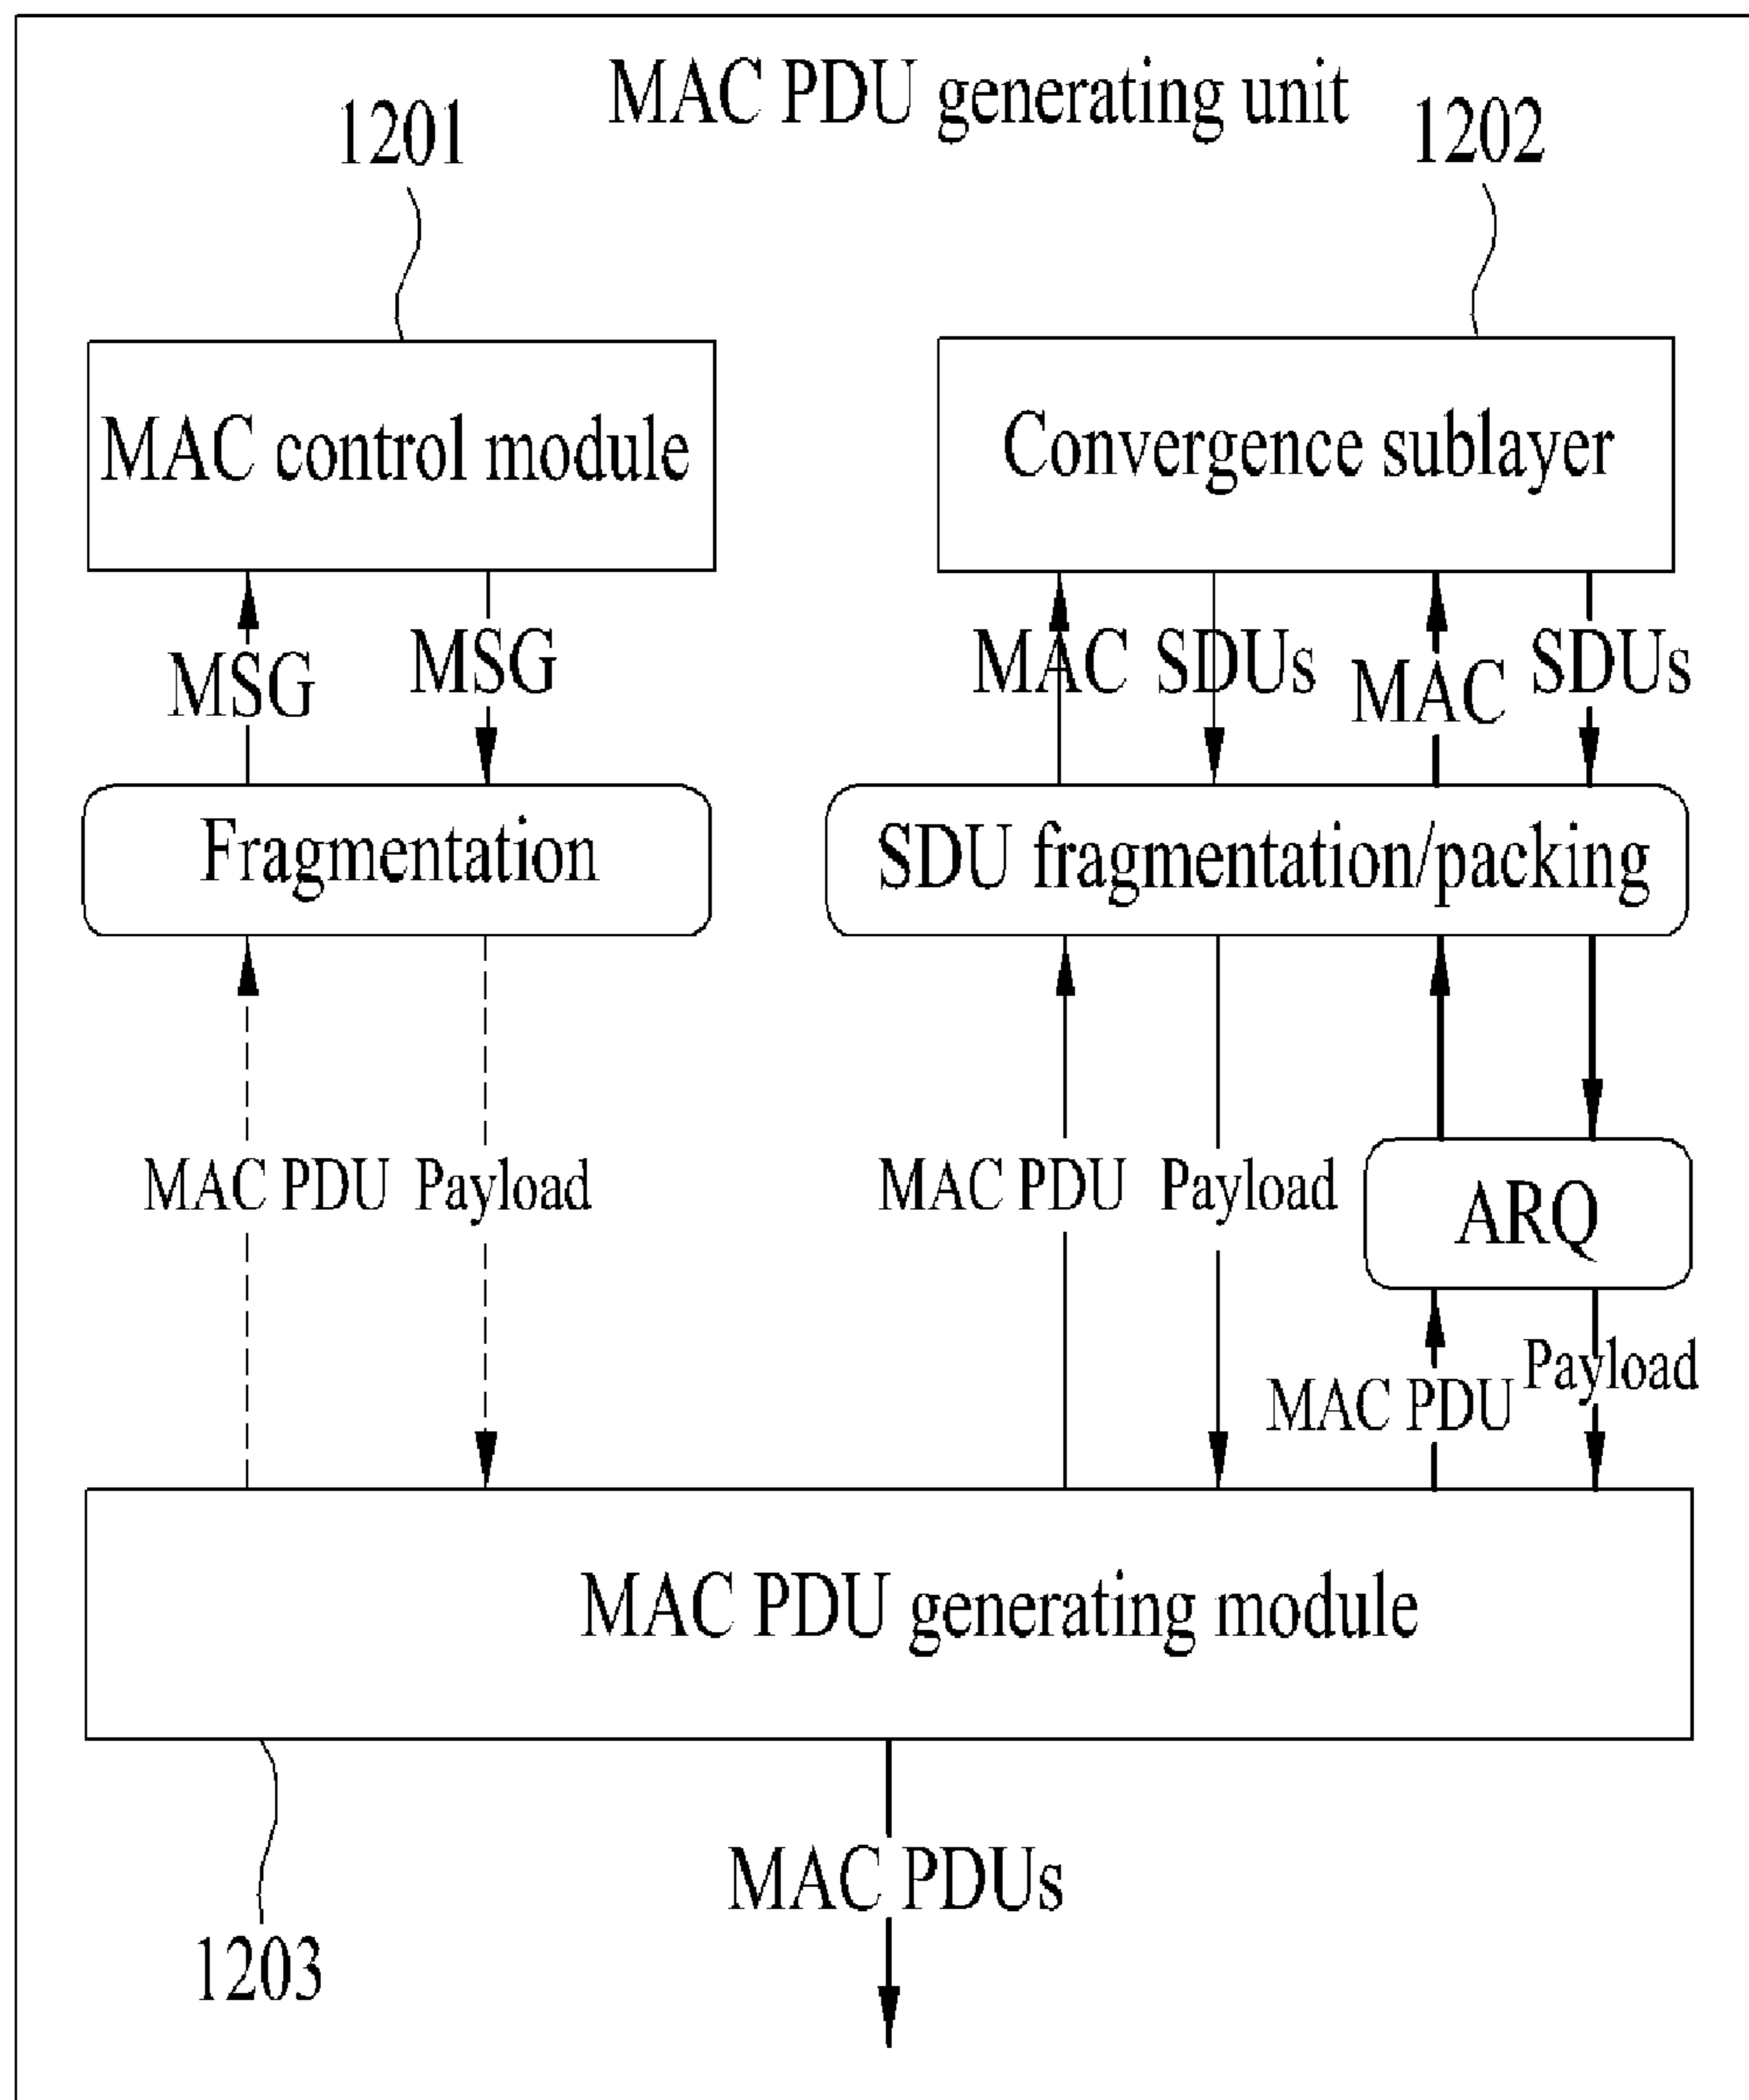 MAC PDU generating unit
1201
1202
MAC control module
Convergence sublayer
MSG
MSG
MAC SDUs
MAC
SDUs
Fragmentation
SDU fragmentation/packing
MAC PDU Payload
MAC PDU Payload
ARQ
MAC PDU
Payload
MAC PDU generating module
MAC PDUs
1203